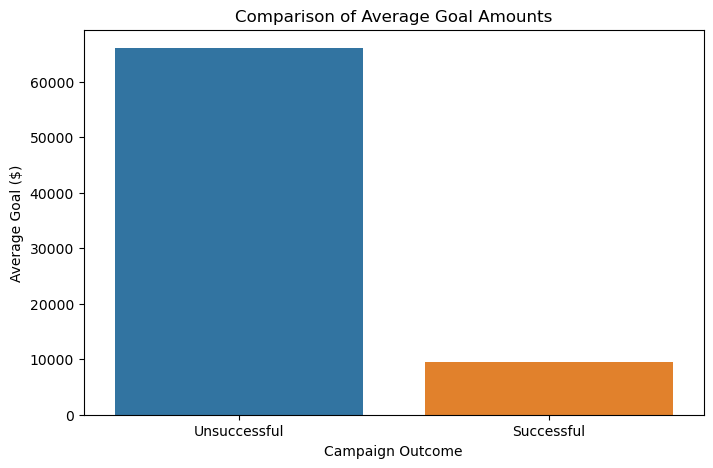 Comparison of Average Goal Amounts
Average Goal ($)
60000
50000
40000
30000
20000
10000
0
Unsuccessful
Successful
Campaign Outcome